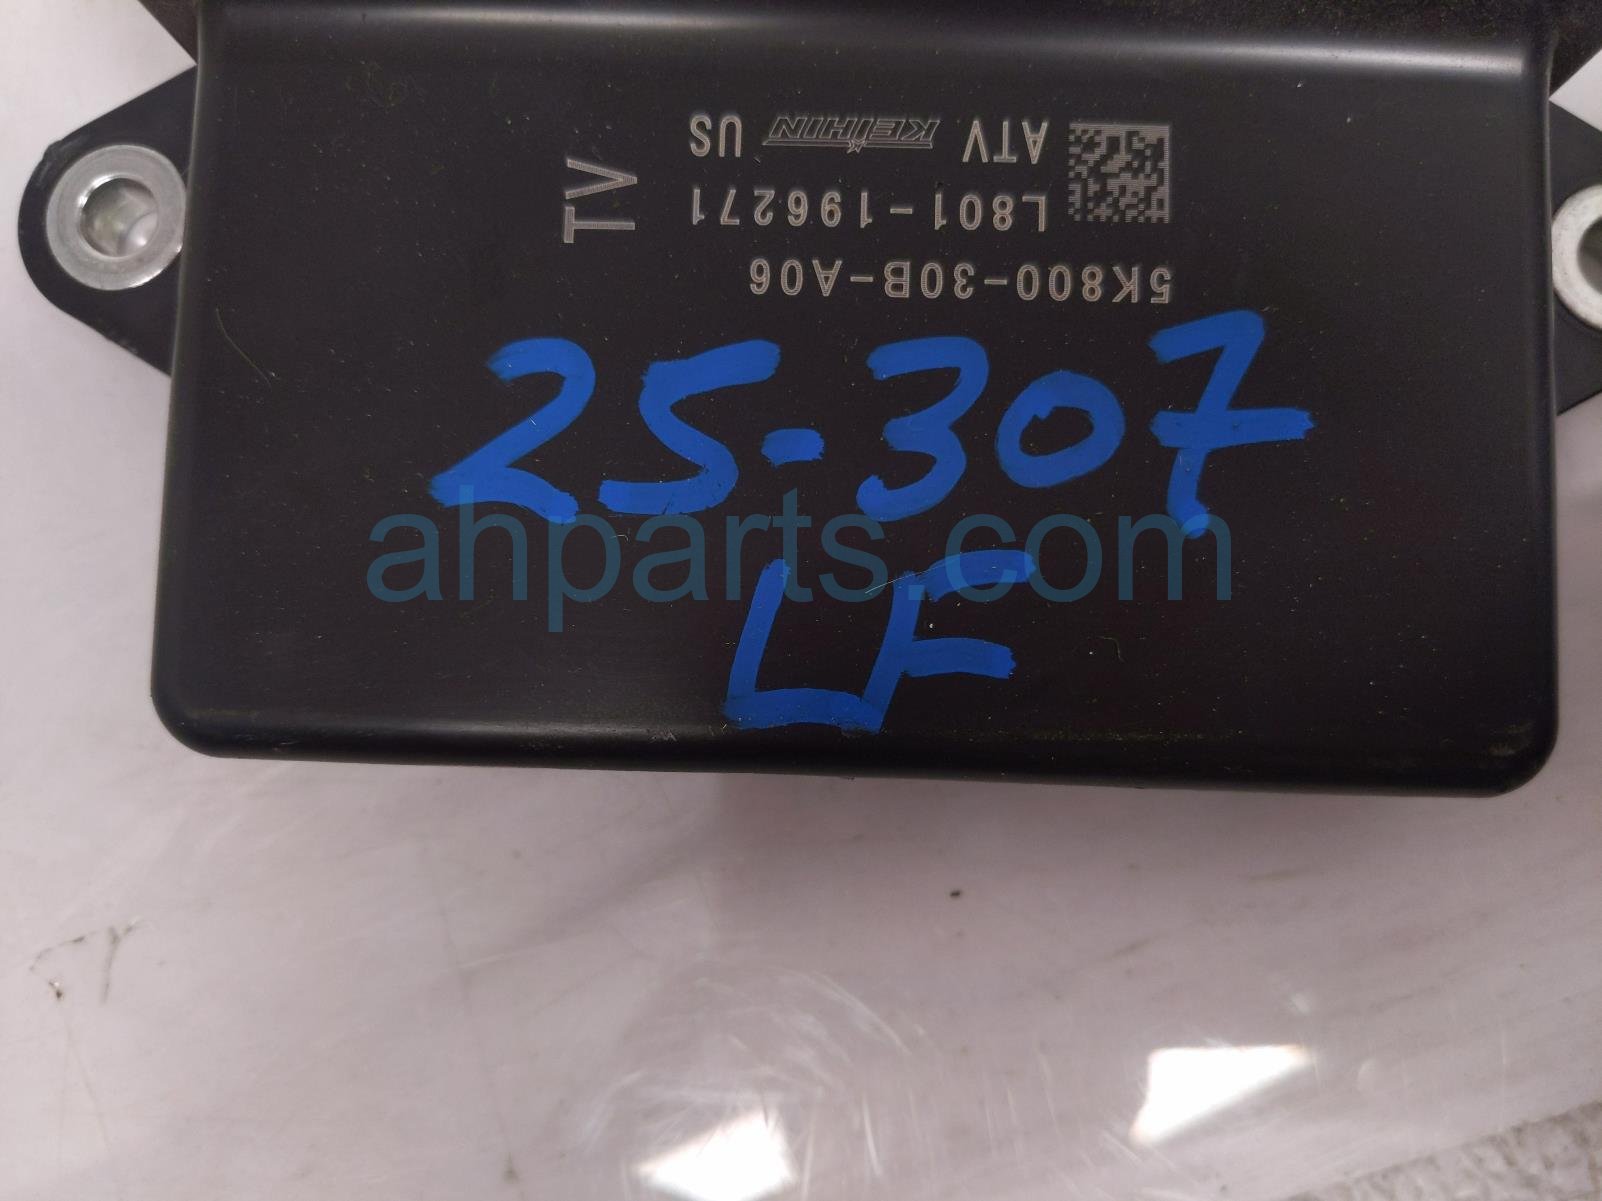 ATV KEIHIN US
L801-196271
TV
5K800-30B-A06
25-307
LF
ahparts.com